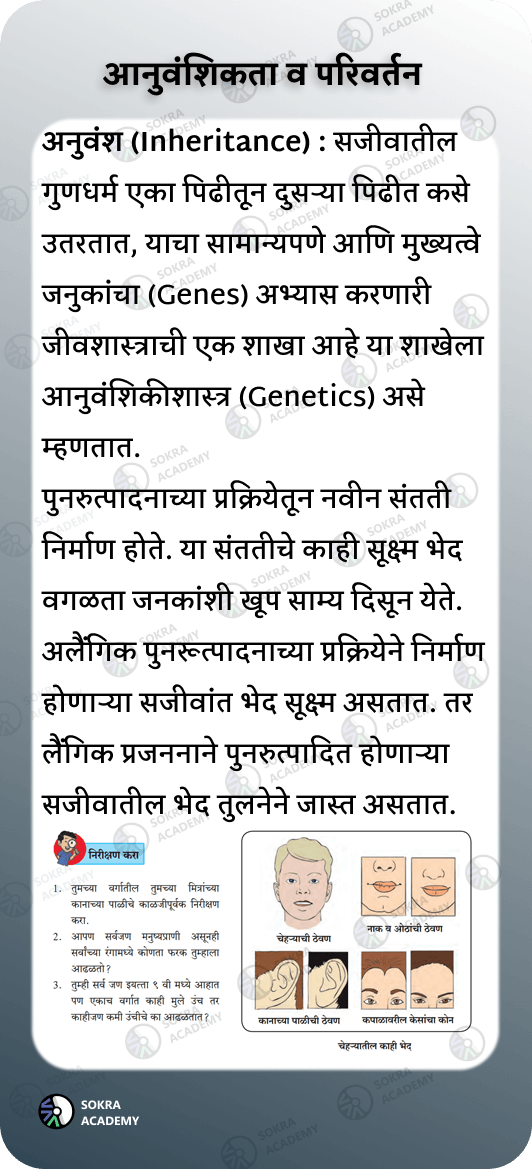 आनुवंशिकता व परिवर्तन
अनुवंश (Inheritance) : सजीवातील
गुणधर्म एका पिढीतून दुसऱ्या पिढीत कसे
उतरतात, याचा सामान्यपणे आणि मुख्यत्वे
जनुकांचा (Genes) अभ्यास करणारी
जीवशास्त्राची एक शाखा आहे या शाखेला
आनुवंशिकीशास्त्र (Genetics) असे
म्हणतात.
पुनरुत्पादनाच्या प्रक्रियेतून नवीन संतती
निर्माण होते. या संततीचे काही सूक्ष्म भेद
वगळता जनकांशी खूप साम्य दिसून येते.
अलैंगिक पुनरूत्पादनाच्या प्रक्रियेने निर्माण
होणाऱ्या सजीवांत भेद सूक्ष्म असतात. तर
लैंगिक प्रजननाने पुनरुत्पादित होणाऱ्या
सजीवातील भेद तुलनेने जास्त असतात.
निरीक्षण करा
1. तुमच्या वर्गातील तुमच्या मित्रांच्या
कानाच्या पाळीचे काळजीपूर्वक निरीक्षण
करा.
2. आपण सर्वजण मनुष्यप्राणी असूनही
सर्वांच्या रंगामध्ये कोणता फरक तुम्हाला
आढळतो?
3. तुम्ही सर्व जण इयत्ता ९ वी मध्ये आहात
पण एकाच वर्गात काही मुले उंच तर
काहीजण कमी उंचीचे का आढळतात?
चेहऱ्याची ठेवण
नाक व ओठांची ठेवण
कानाच्या पाळीची ठेवण
कपाळावरील केसांचा कोन
चेहऱ्यातील काही भेद
SOKRA
ACADEMY